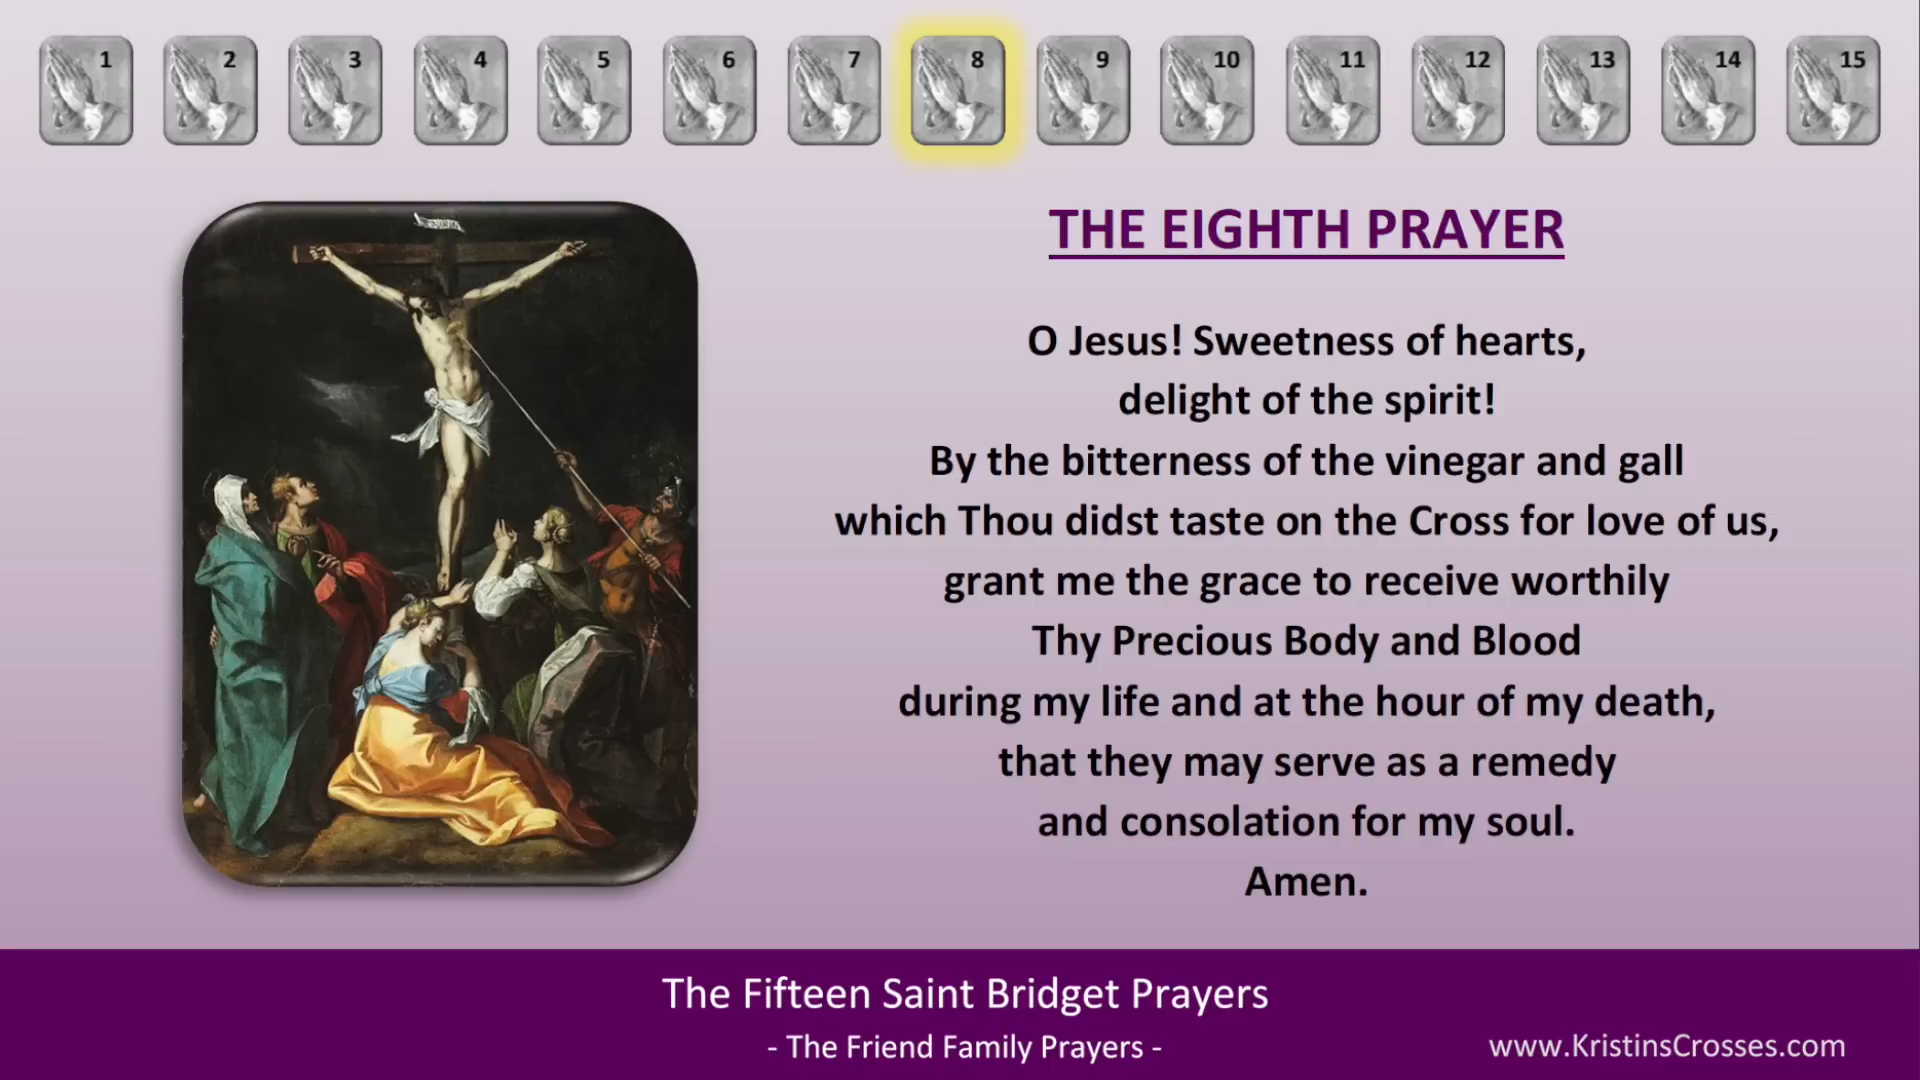 1 2 3 4 5 6 7 8 9 10 11 12 13 14 15
THE EIGHTH PRAYER
O Jesus! Sweetness of hearts,
delight of the spirit!
By the bitterness of the vinegar and gall
which Thou didst taste on the Cross for love of us,
grant me the grace to receive worthily
Thy Precious Body and Blood
during my life and at the hour of my death,
that they may serve as a remedy
and consolation for my soul.
Amen.
The Fifteen Saint Bridget Prayers
- The Friend Family Prayers -
www.KristinsCrosses.com